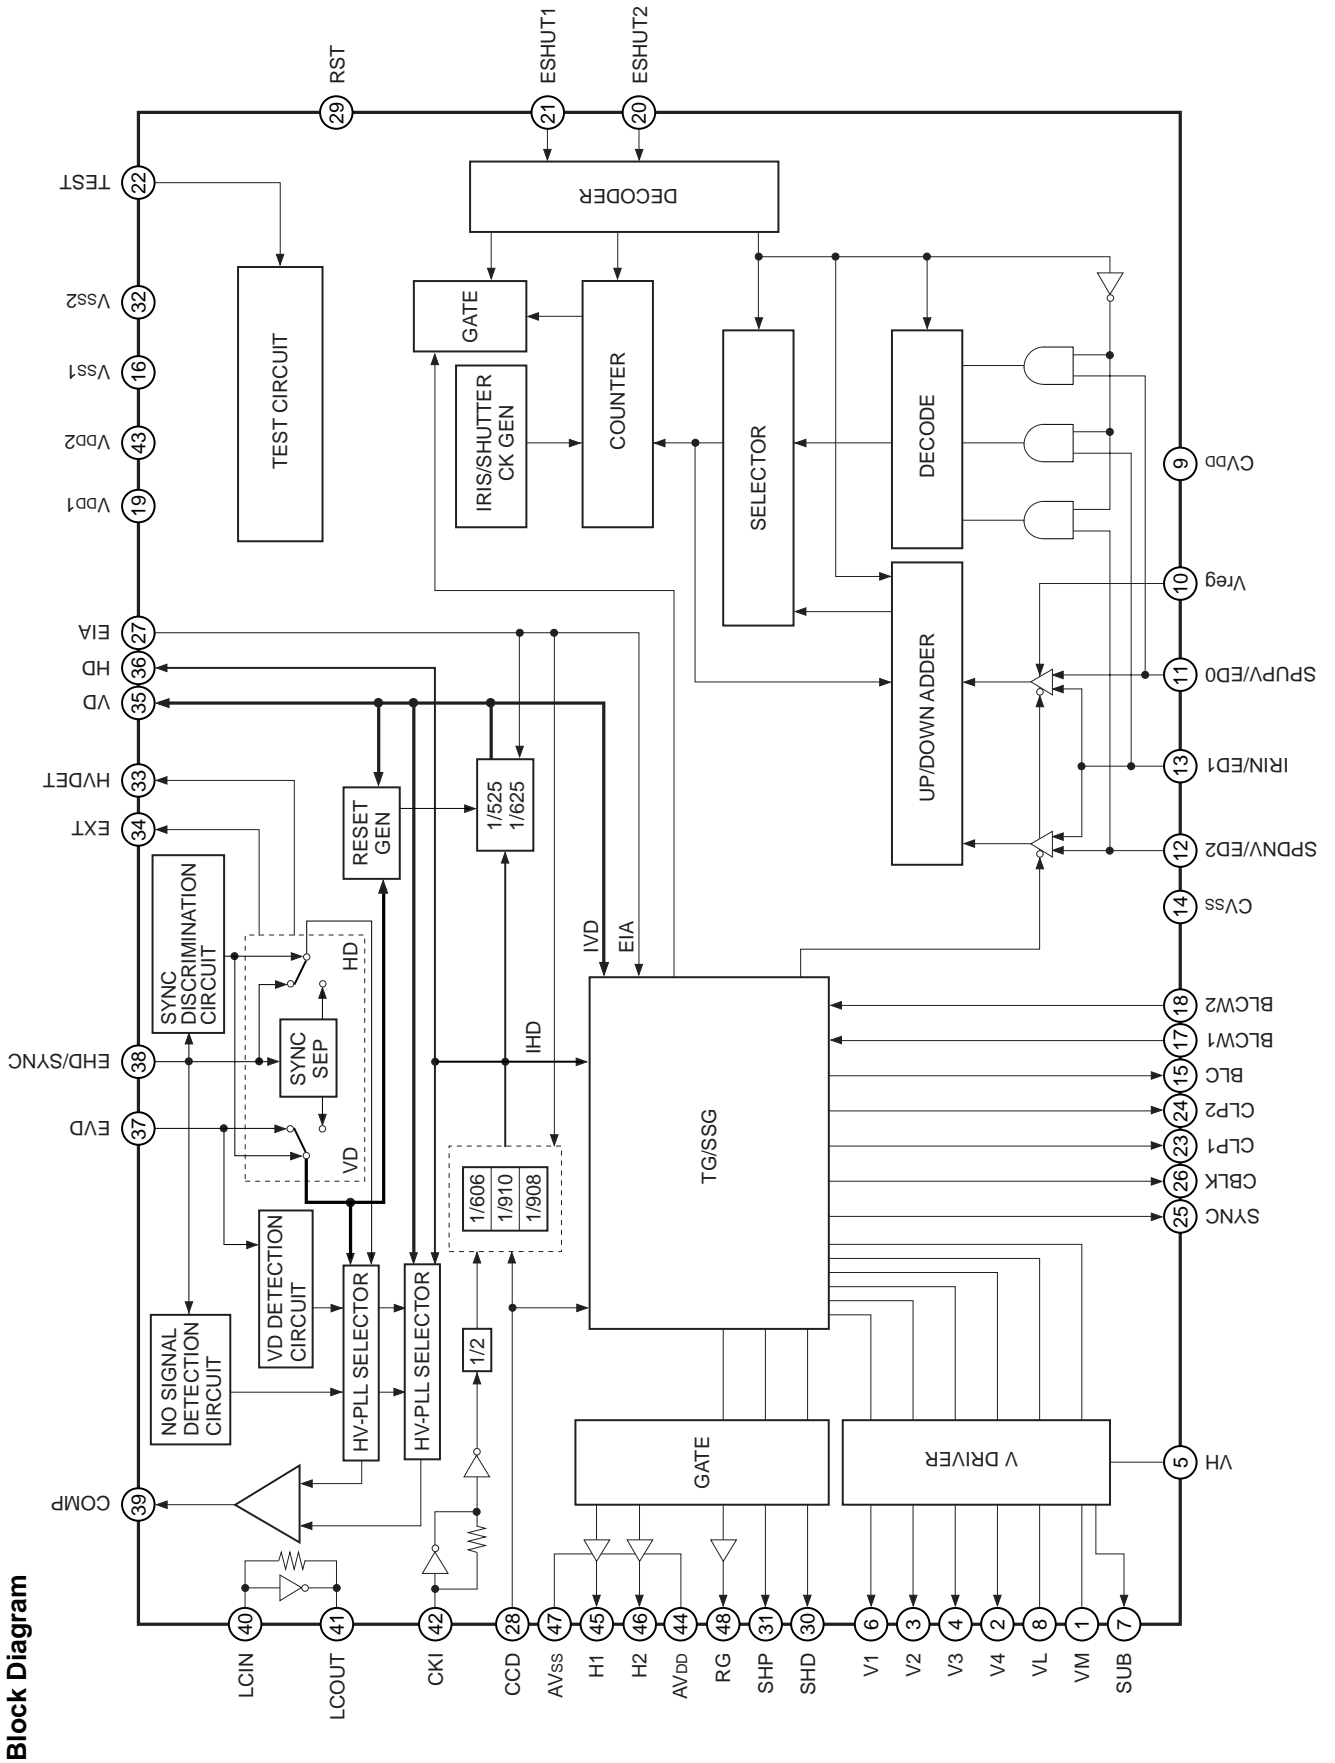 Block Diagram
TEST
22
VSS2
32
VSS1
16
VDD2
43
VDD1
19
EIA
27
HD
36
VD
35
HVDET
33
EXT
34
EHD/SYNC
38
EVD
37
COMP
39
RST
29
ESHUT1
21
ESHUT2
20
CVDD
9
Vreg
10
SPUPV/ED0
11
IRIN/ED1
13
SPDNV/ED2
12
CVSS
14
BLCW2
18
BLCW1
17
BLC
15
CLP2
24
CLP1
23
CBLK
26
SYNC
25
VH
5
LCIN
40
LCOUT
41
CKI
42
CCD
28
AVSS
47
H1
45
H2
46
AVDD
44
RG
48
SHP
31
SHD
30
V1
6
V2
3
V3
4
V4
2
VL
8
VM
1
SUB
7
TEST CIRCUIT
DECODER
GATE
IRIS/SHUTTER
CK GEN
COUNTER
SELECTOR
DECODE
UP/DOWN ADDER
RESET
GEN
1/525
1/625
SYNC
DISCRIMINATION
CIRCUIT
HD
SYNC
SEP
VD
IVD
EIA
IHD
1/606
1/910
1/908
TG/SSG
VD DETECTION
CIRCUIT
NO SIGNAL
DETECTION
CIRCUIT
HV-PLL SELECTOR
HV-PLL SELECTOR
1/2
GATE
V DRIVER